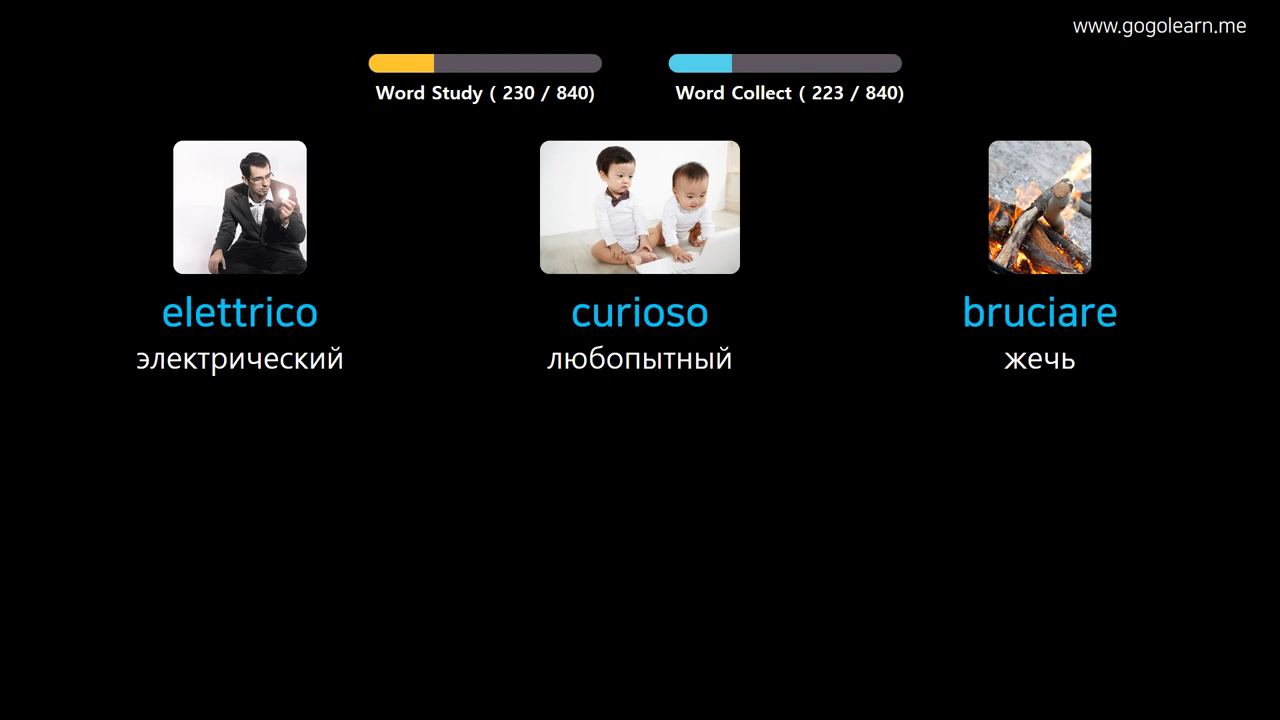 www.gogolearn.me
Word Study ( 230 / 840)
Word Collect ( 223 / 840)
elettrico
curioso
bruciare
электрический
любопытный
жечь